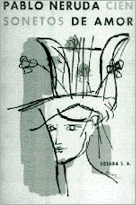 PABLO NERUDA CIEN
SONETOS DE AMOR
LOSADA S. A.